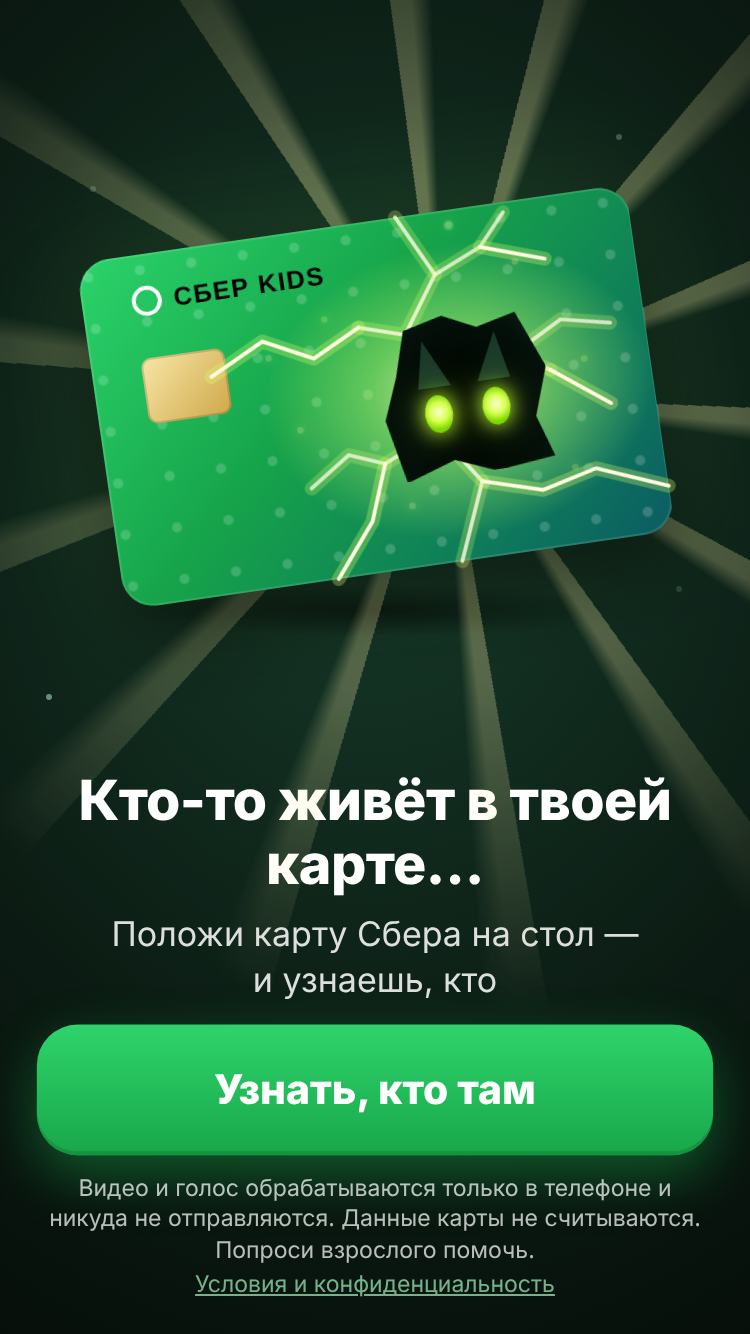 СБЕР KIDS
Кто-то живёт в твоей
карте...
Положи карту Сбера на стол —
и узнаешь, кто
Узнать, кто там
Видео и голос обрабатываются только в телефоне и
никуда не отправляются. Данные карты не считываются.
Попроси взрослого помочь.
Условия и конфиденциальность